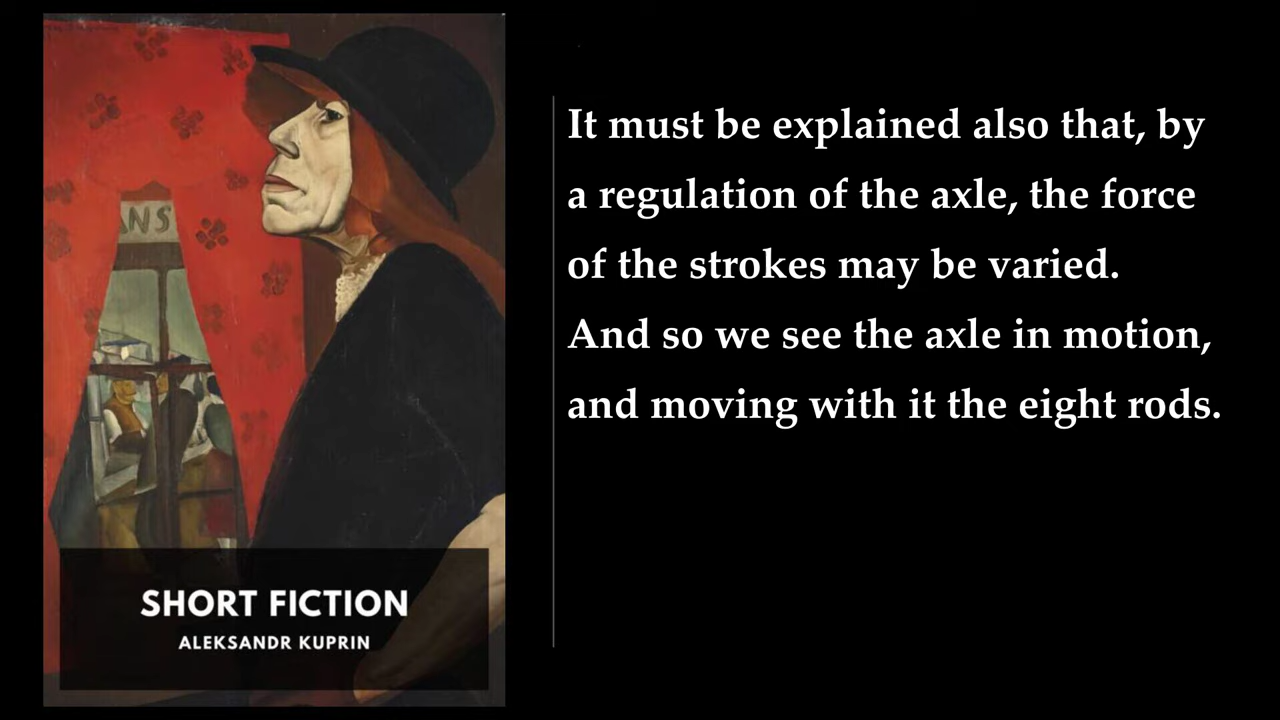 ANS
SHORT FICTION
ALEKSANDR KUPRIN
It must be explained also that, by
a regulation of the axle, the force
of the strokes may be varied.
And so we see the axle in motion,
and moving with it the eight rods.